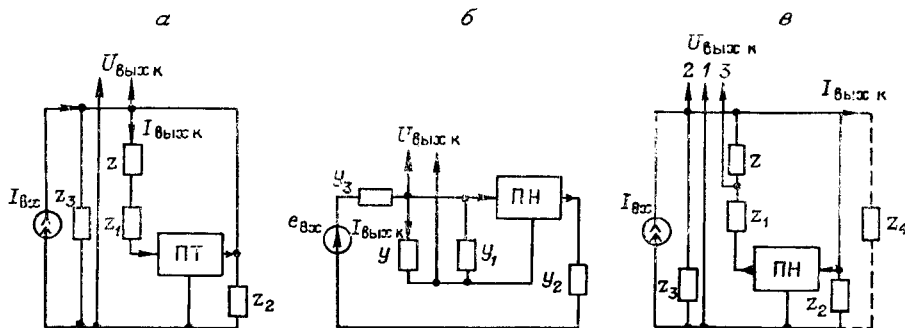 а б в
U вых к
I вых к
I вх
z₃
z
z₁
ПТ
z₂
U вых к
y₃
e вх
I вых к
y
y₁
ПН
y₂
U вых к
2 1 3
I вых к
I вх
z
z₁
z₃
ПН
z₂
z₄